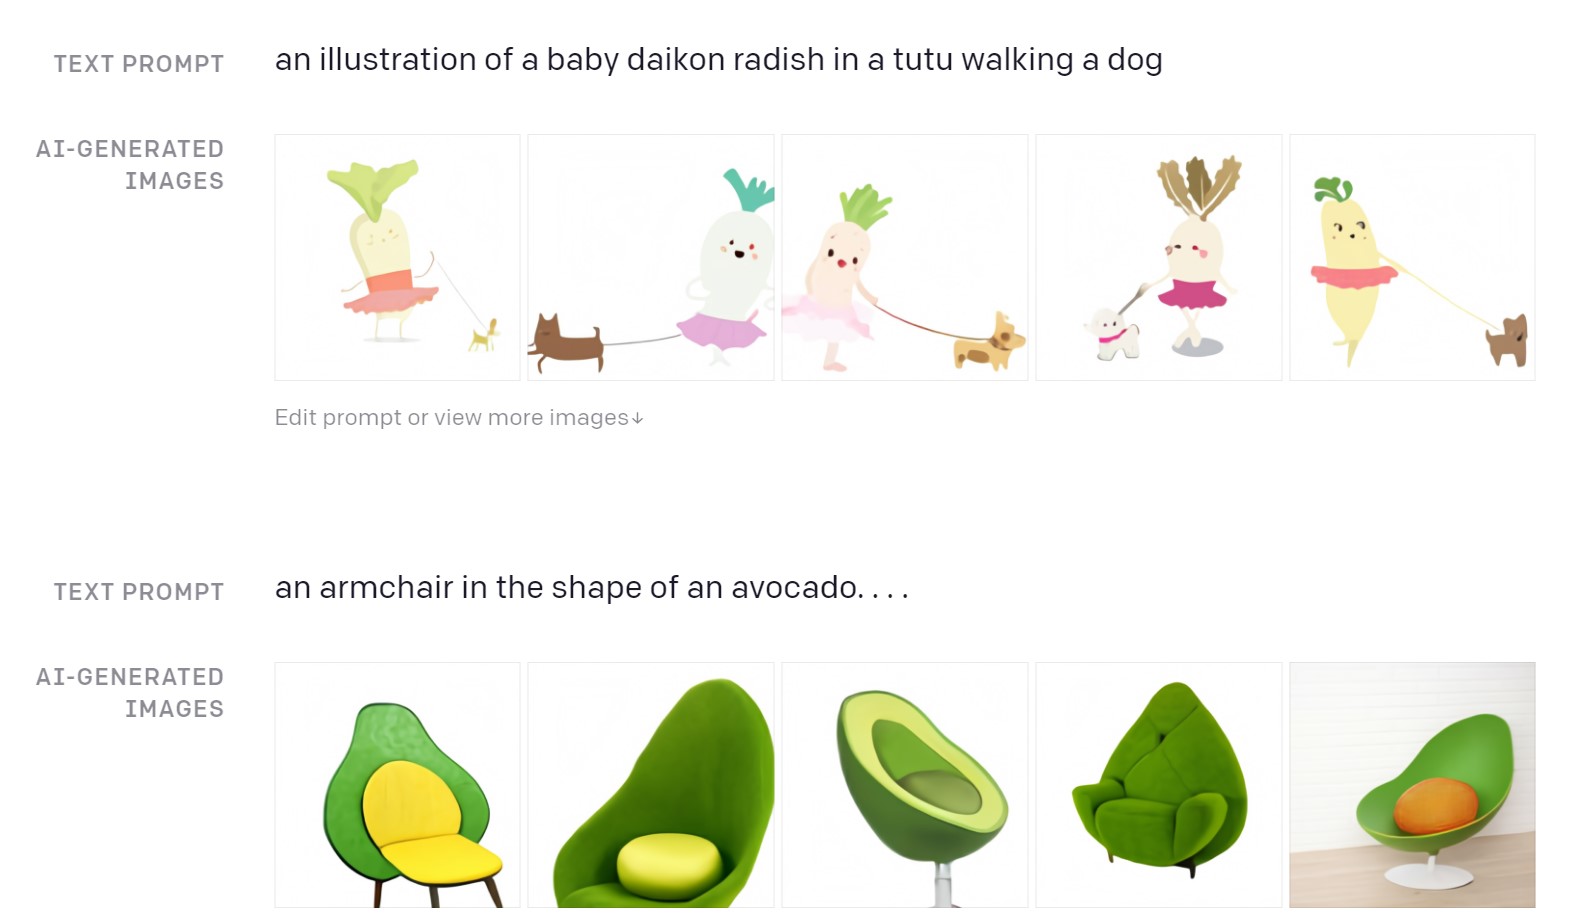 TEXT PROMPT
an illustration of a baby daikon radish in a tutu walking a dog
AI-GENERATED
IMAGES
Edit prompt or view more images↓
TEXT PROMPT
an armchair in the shape of an avocado. . . .
AI-GENERATED
IMAGES